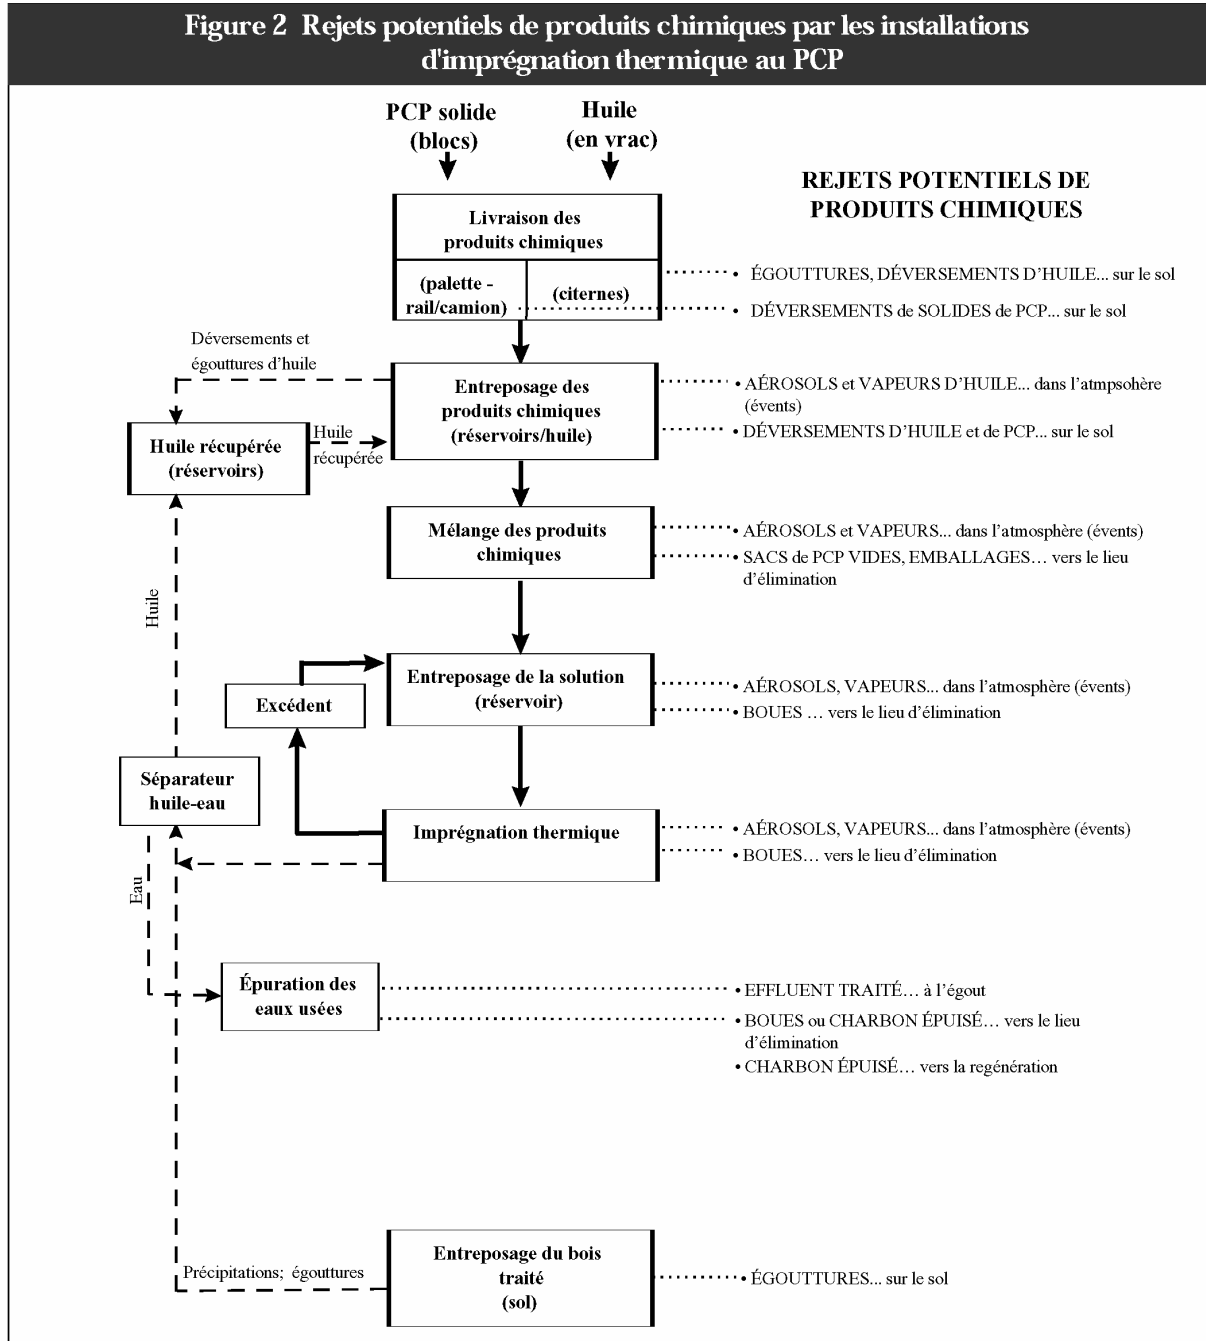 Figure 2 Rejets potentiels de produits chimiques par les installations
d'imprégnation thermique au PCP
PCP solide
(blocs)
Huile
(en vrac)
REJETS POTENTIELS DE
PRODUITS CHIMIQUES
Livraison des
produits chimiques
(palette -
rail/camion)
(citernes)
• ÉGOUTTURES, DÉVERSEMENTS D’HUILE... sur le sol
• DÉVERSEMENTS de SOLIDES de PCP... sur le sol
Déversements et
égouttures d’huile
Entreposage des
produits chimiques
(réservoirs/huile)
• AÉROSOLS et VAPEURS D’HUILE... dans l’atmpsohère
(évents)
• DÉVERSEMENTS D’HUILE et de PCP... sur le sol
Huile récupérée
(réservoirs)
Huile
récupérée
Mélange des produits
chimiques
• AÉROSOLS et VAPEURS... dans l’atmosphère (évents)
• SACS de PCP VIDES, EMBALLAGES… vers le lieu
d’élimination
Huile
Entreposage de la solution
(réservoir)
• AÉROSOLS, VAPEURS... dans l’atmosphère (évents)
• BOUES … vers le lieu d’élimination
Excédent
Séparateur
huile-eau
Imprégnation thermique
• AÉROSOLS, VAPEURS... dans l’atmosphère (évents)
• BOUES… vers le lieu d’élimination
Eau
Épuration des
eaux usées
• EFFLUENT TRAITÉ… à l’égout
• BOUES ou CHARBON ÉPUISÉ… vers le lieu
d’élimination
• CHARBON ÉPUISÉ… vers la regénération
Précipitations; égouttures
Entreposage du bois
traité
(sol)
• ÉGOUTTURES... sur le sol